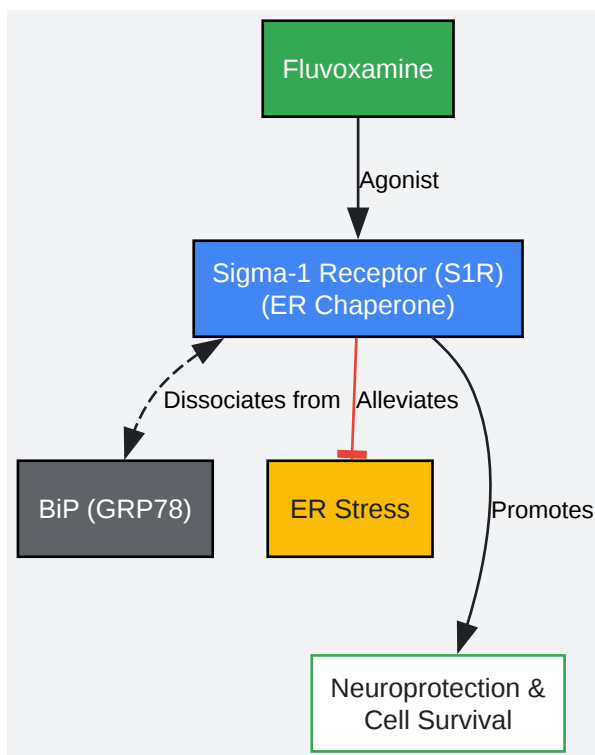 Fluvoxamine
Agonist
Sigma-1 Receptor (S1R)
(ER Chaperone)
Dissociates from
Alleviates
BiP (GRP78)
ER Stress
Promotes
Neuroprotection &
Cell Survival